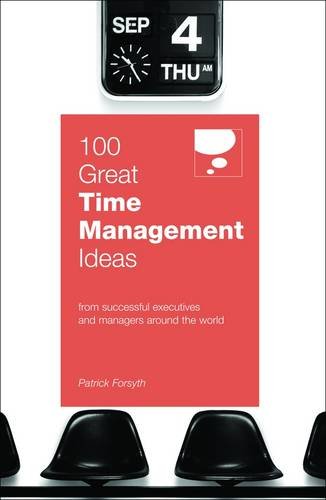 SEP 4
THU AM
100
Great
Time
Management
Ideas
from successful executives
and managers around the world
Patrick Forsyth